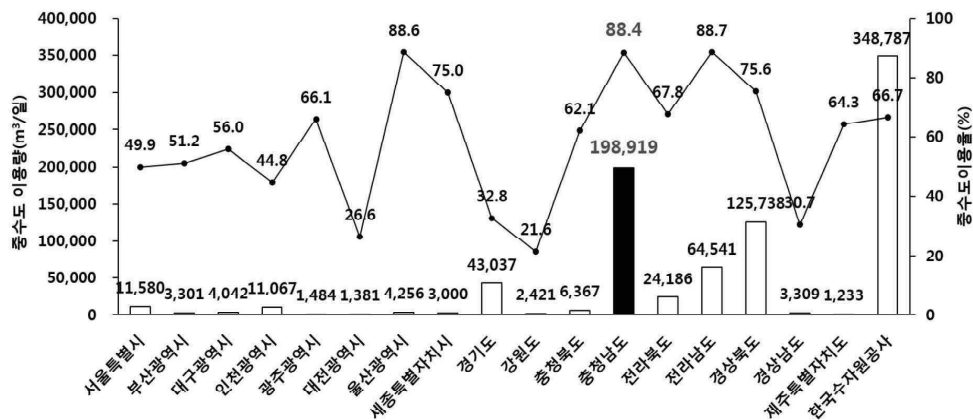 중수도 이용량(m³/일)
400,000
350,000
300,000
250,000
200,000
150,000
100,000
50,000
0
49.9
51.2
56.0
44.8
66.1
26.6
88.6
75.0
32.8
21.6
62.1
88.4
67.8
88.7
75.6
30.7
64.3
66.7
11,580
3,301
4,042
11.067
1,484
1,381
4,256
3,000
43,037
2,421
6,367
198,919
24,186
64,541
125,738
3,309
1,233
348,787
서울특별시
부산광역시
대구광역시
인천광역시
광주광역시
대전광역시
울산광역시
세종특별자치시
경기도
강원도
충청북도
충청남도
전라북도
전라남도
경상북도
경상남도
제주특별자치도
한국수자원공사
100
80
60
40
20
0
중수도이용율(%)